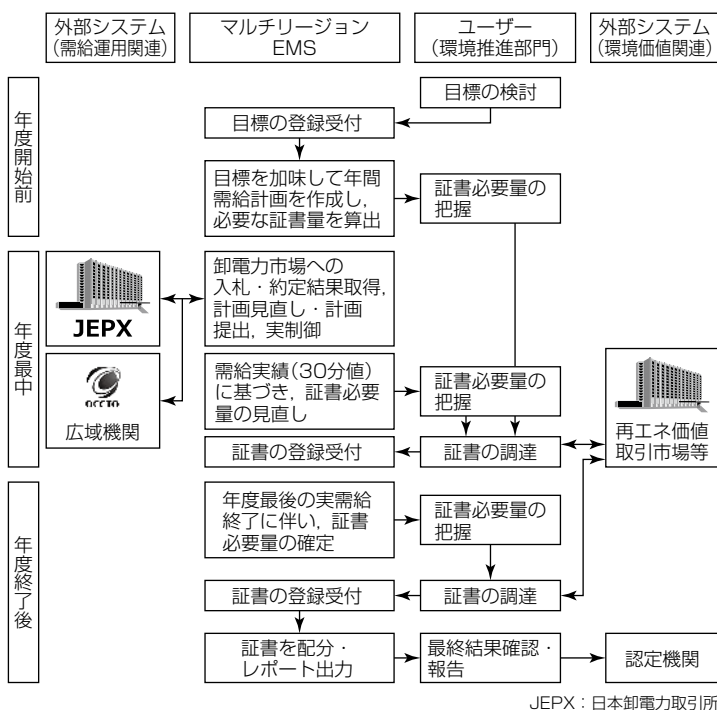 外部システム
(需給運用関連)
マルチリージョン
EMS
ユーザー
(環境推進部門)
外部システム
(環境価値関連)
年度開始前
目標の検討
目標の登録受付
目標を加味して年間
需給計画を作成し，
必要な証書量を算出
証書必要量の
把握
年度最中
JEPX
卸電力市場への
入札・約定結果取得，
計画見直し・計画
提出，実制御
OCCTO
広域機関
需給実績(30分値)
に基づき，証書必要
量の見直し
証書必要量の
把握
再エネ価値
取引市場等
証書の登録受付
証書の調達
年度終了後
年度最後の実需給
終了に伴い，証書
必要量の確定
証書必要量の
把握
証書の登録受付
証書の調達
証書を配分・
レポート出力
最終結果確認・
報告
認定機関
JEPX：日本卸電力取引所